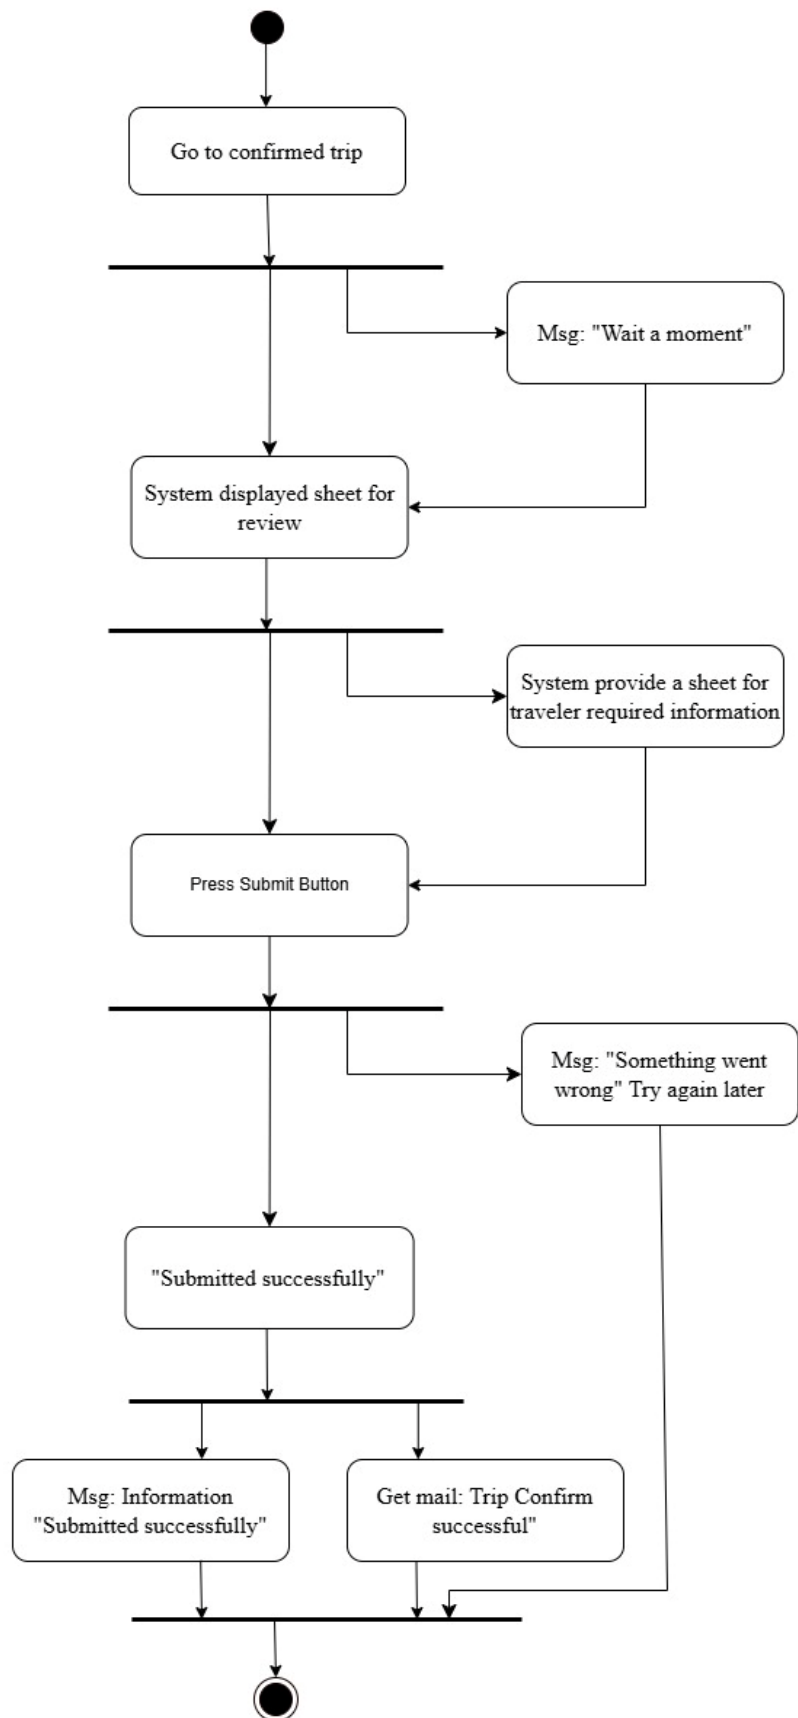 Go to confirmed trip
Msg: "Wait a moment"
System displayed sheet for
review
System provide a sheet for
traveler required information
Press Submit Button
Msg: "Something went
wrong" Try again later
"Submitted successfully"
Msg: Information
"Submitted successfully"
Get mail: Trip Confirm
successful"